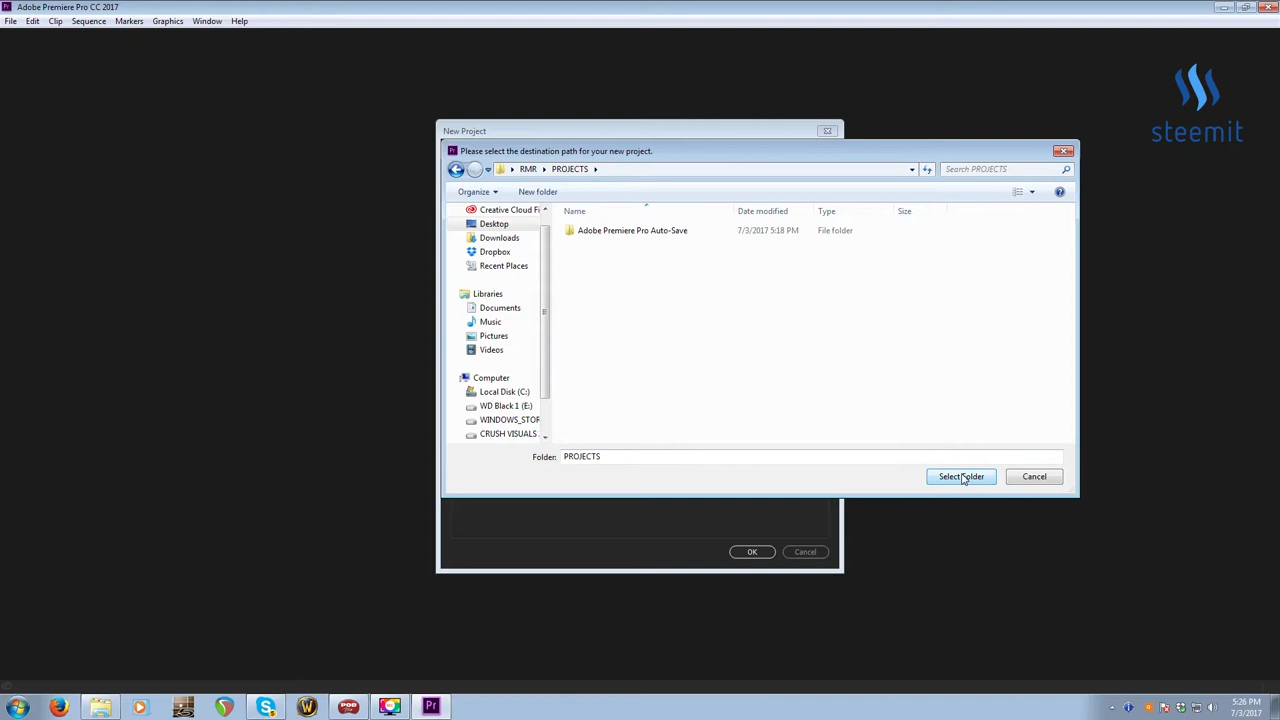 Adobe Premiere Pro CC 2017
File Edit Clip Sequence Markers Graphics Window Help
steemit
New Project
Please select the destination path for your new project.
RMR PROJECTS
Search PROJECTS
Organize New folder
Name Date modified Type Size
Creative Cloud Fi
Desktop
Adobe Premiere Pro Auto-Save 7/3/2017 5:18 PM File folder
Downloads
Dropbox
Recent Places
Libraries
Documents
Music
Pictures
Videos
Computer
Local Disk (C:)
WD Black 1 (E:)
WINDOWS_STOR
CRUSH VISUALS
Folder: PROJECTS
Select Folder Cancel
OK Cancel
Pr
5:26 PM
7/3/2017